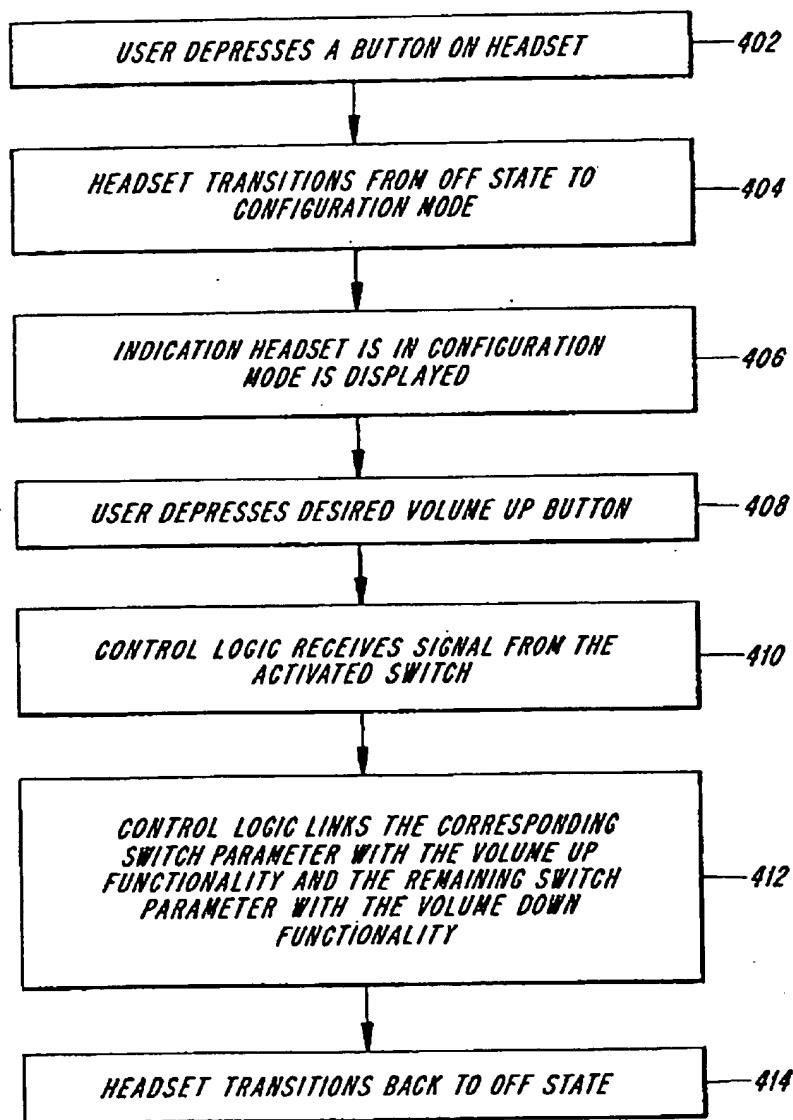 USER DEPRESSES A BUTTON ON HEADSET
402
HEADSET TRANSITIONS FROM OFF STATE TO
CONFIGURATION MODE
404
INDICATION HEADSET IS IN CONFIGURATION
MODE IS DISPLAYED
406
USER DEPRESSES DESIRED VOLUME UP BUTTON
408
CONTROL LOGIC RECEIVES SIGNAL FROM THE
ACTIVATED SWITCH
410
CONTROL LOGIC LINKS THE CORRESPONDING
SWITCH PARAMETER WITH THE VOLUME UP
FUNCTIONALITY AND THE REMAINING SWITCH
PARAMETER WITH THE VOLUME DOWN
FUNCTIONALITY
412
HEADSET TRANSITIONS BACK TO OFF STATE
414